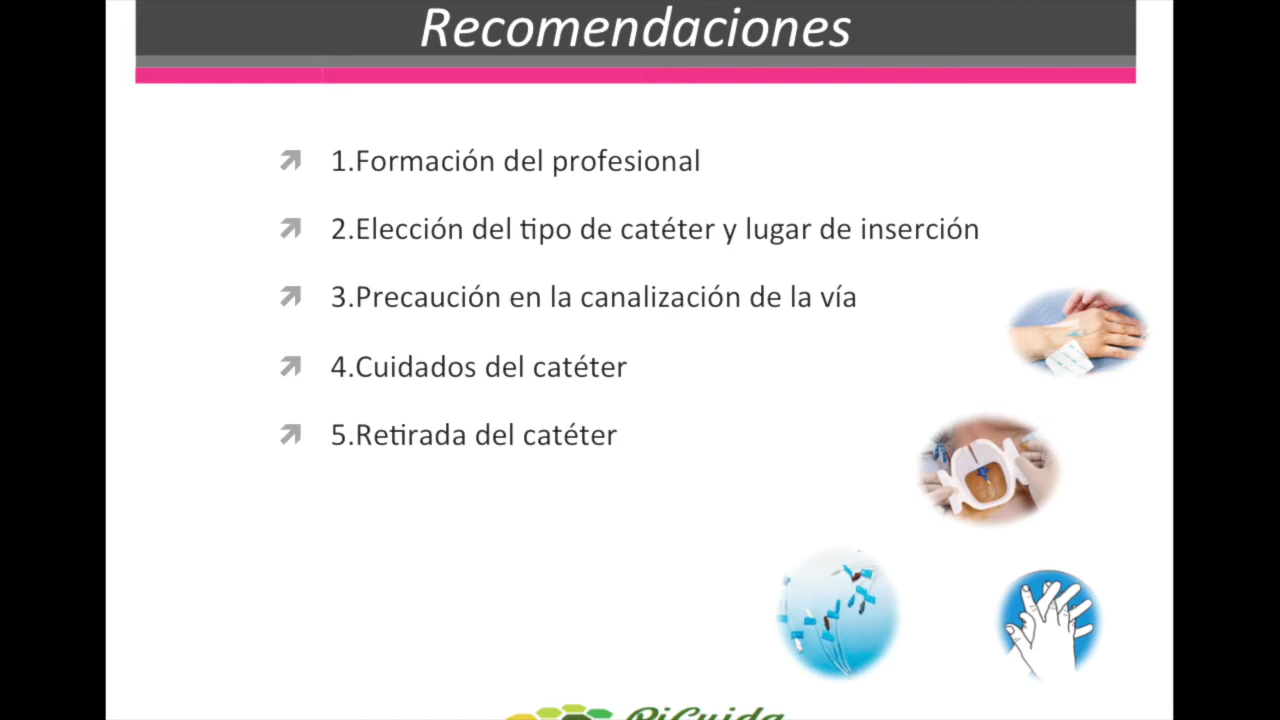 Recomendaciones
1.Formación del profesional
2.Elección del tipo de catéter y lugar de inserción
3.Precaución en la canalización de la vía
4.Cuidados del catéter
5.Retirada del catéter
PiCuida